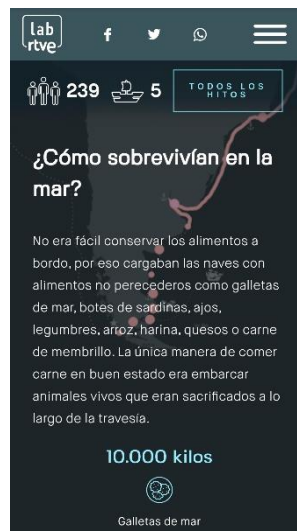 lab
rtve
239
5
TODOS LOS
HITOS
¿Cómo sobrevivían en la
mar?
No era fácil conservar los alimentos a
bordo, por eso cargaban las naves con
alimentos no perecederos como galletas
de mar, botes de sardinas, ajos,
legumbres, arroz, harina, quesos o carne
de membrillo. La única manera de comer
carne en buen estado era embarcar
animales vivos que eran sacrificados a lo
largo de la travesía.
10.000 kilos
Galletas de mar